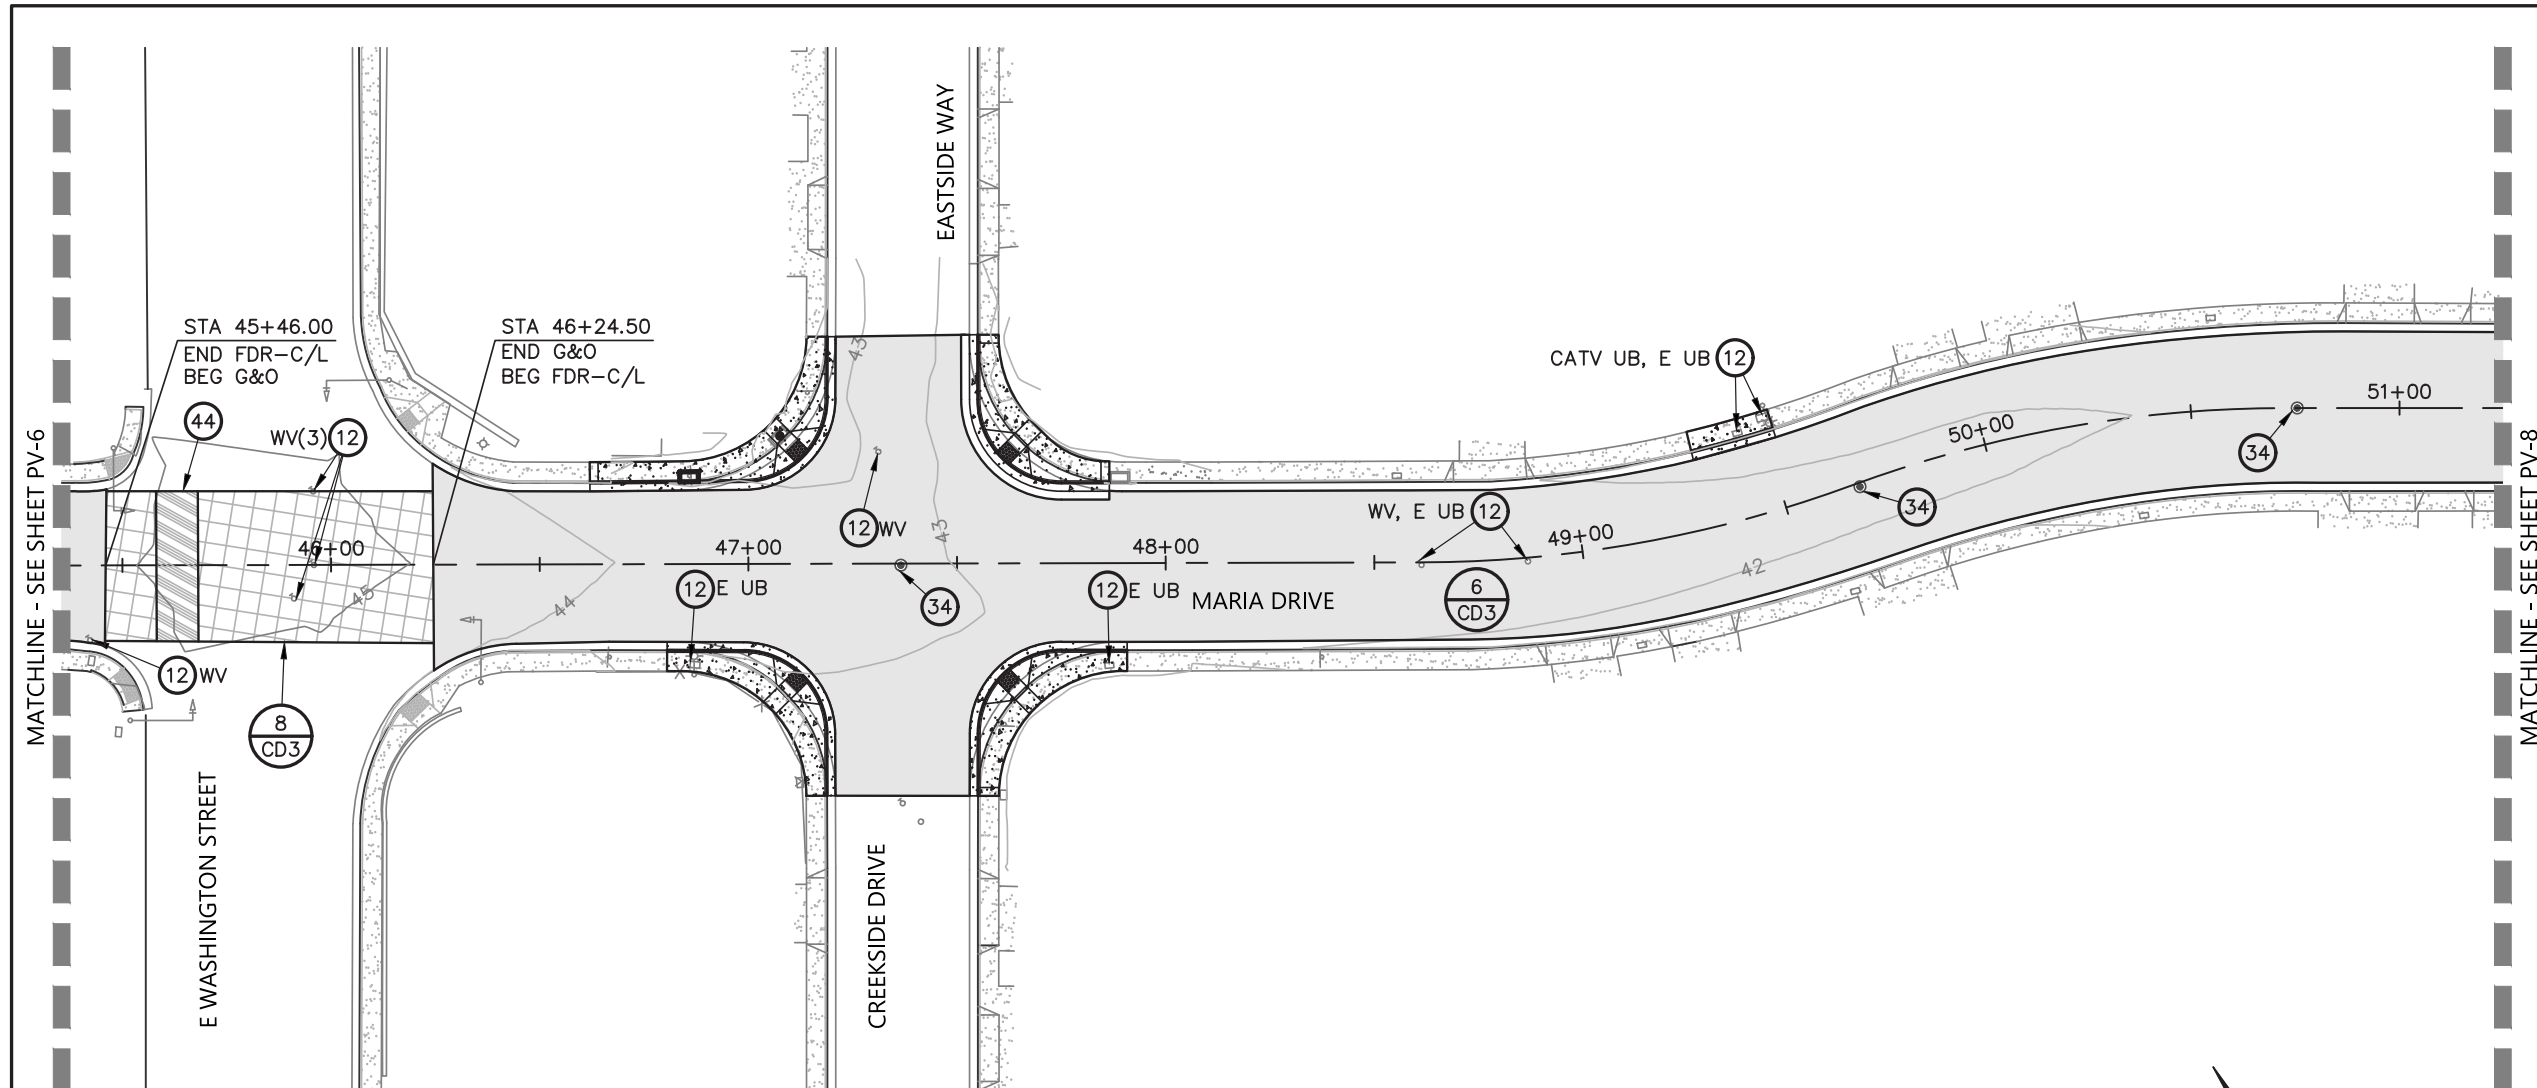 MATCHLINE - SEE SHEET PV-6
STA 45+46.00
END FDR-C/L
BEG G&O
STA 46+24.50
END G&O
BEG FDR-C/L
EASTSIDE WAY
44
WV(3) 12
43
12 WV
43
CATV UB, E UB 12
WV, E UB 12
34
34
51+00
50+00
49+00
48+00
47+00
46+00
45
44
42
12 E UB
34
12 E UB
MARIA DRIVE
6
CD3
12 WV
8
CD3
E WASHINGTON STREET
CREEKSIDE DRIVE
MATCHLINE - SEE SHEET PV-8